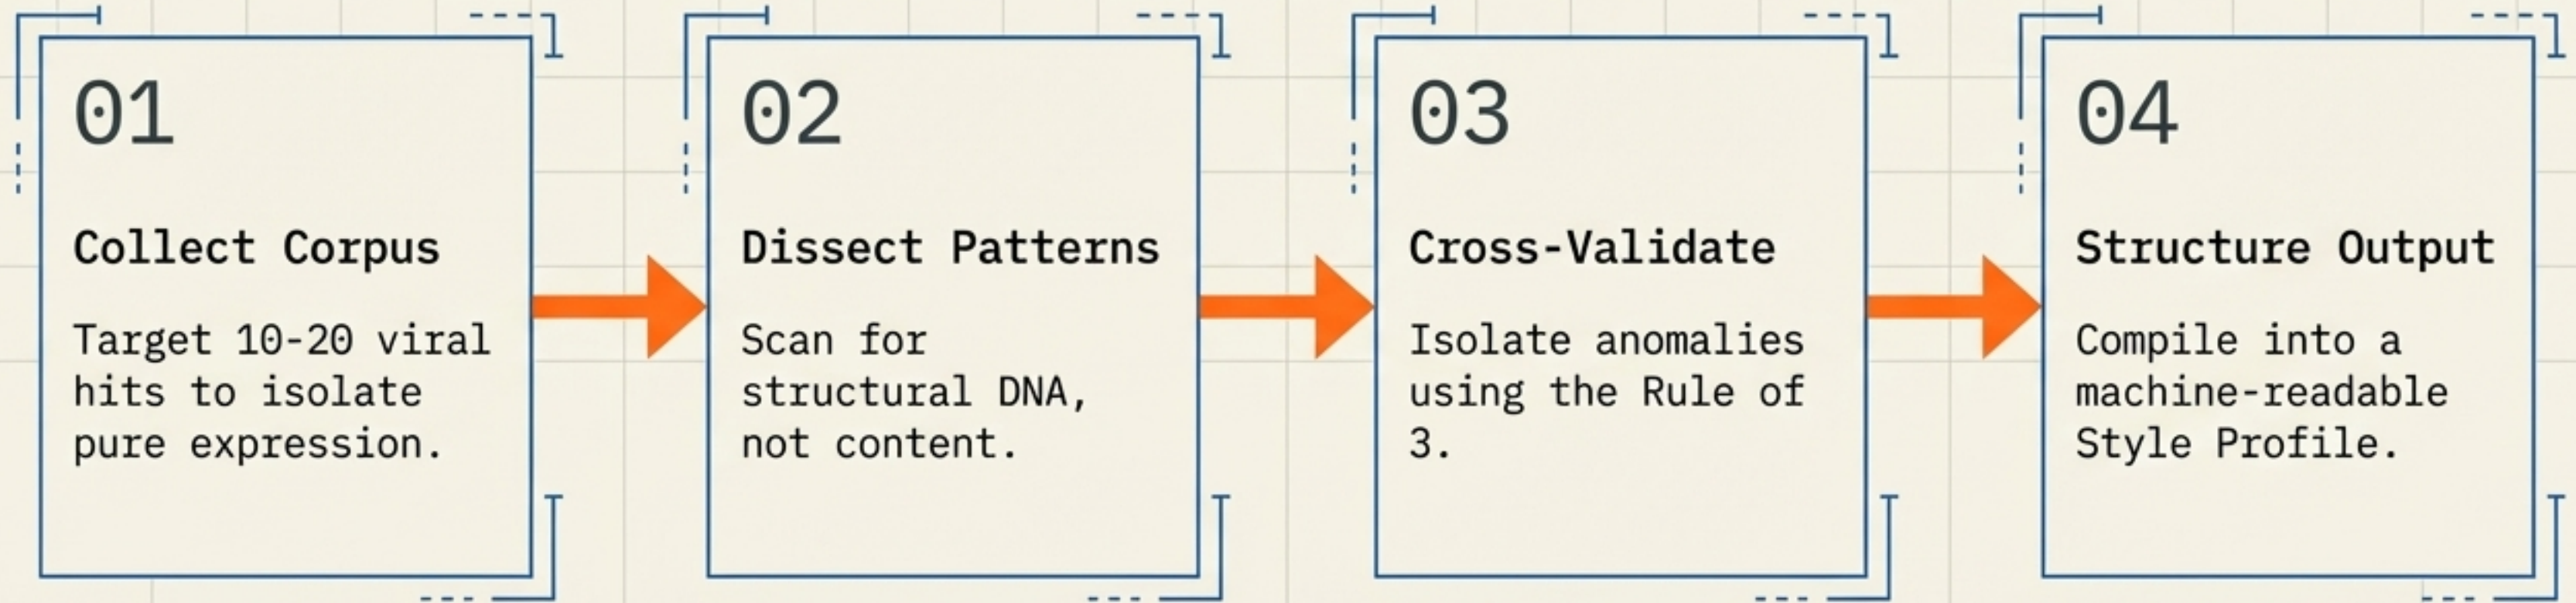 01
Collect Corpus
Target 10-20 viral
hits to isolate
pure expression.
02
Dissect Patterns
Scan for
structural DNA,
not content.
03
Cross-Validate
Isolate anomalies
using the Rule of
3.
04
Structure Output
Compile into a
machine-readable
Style Profile.